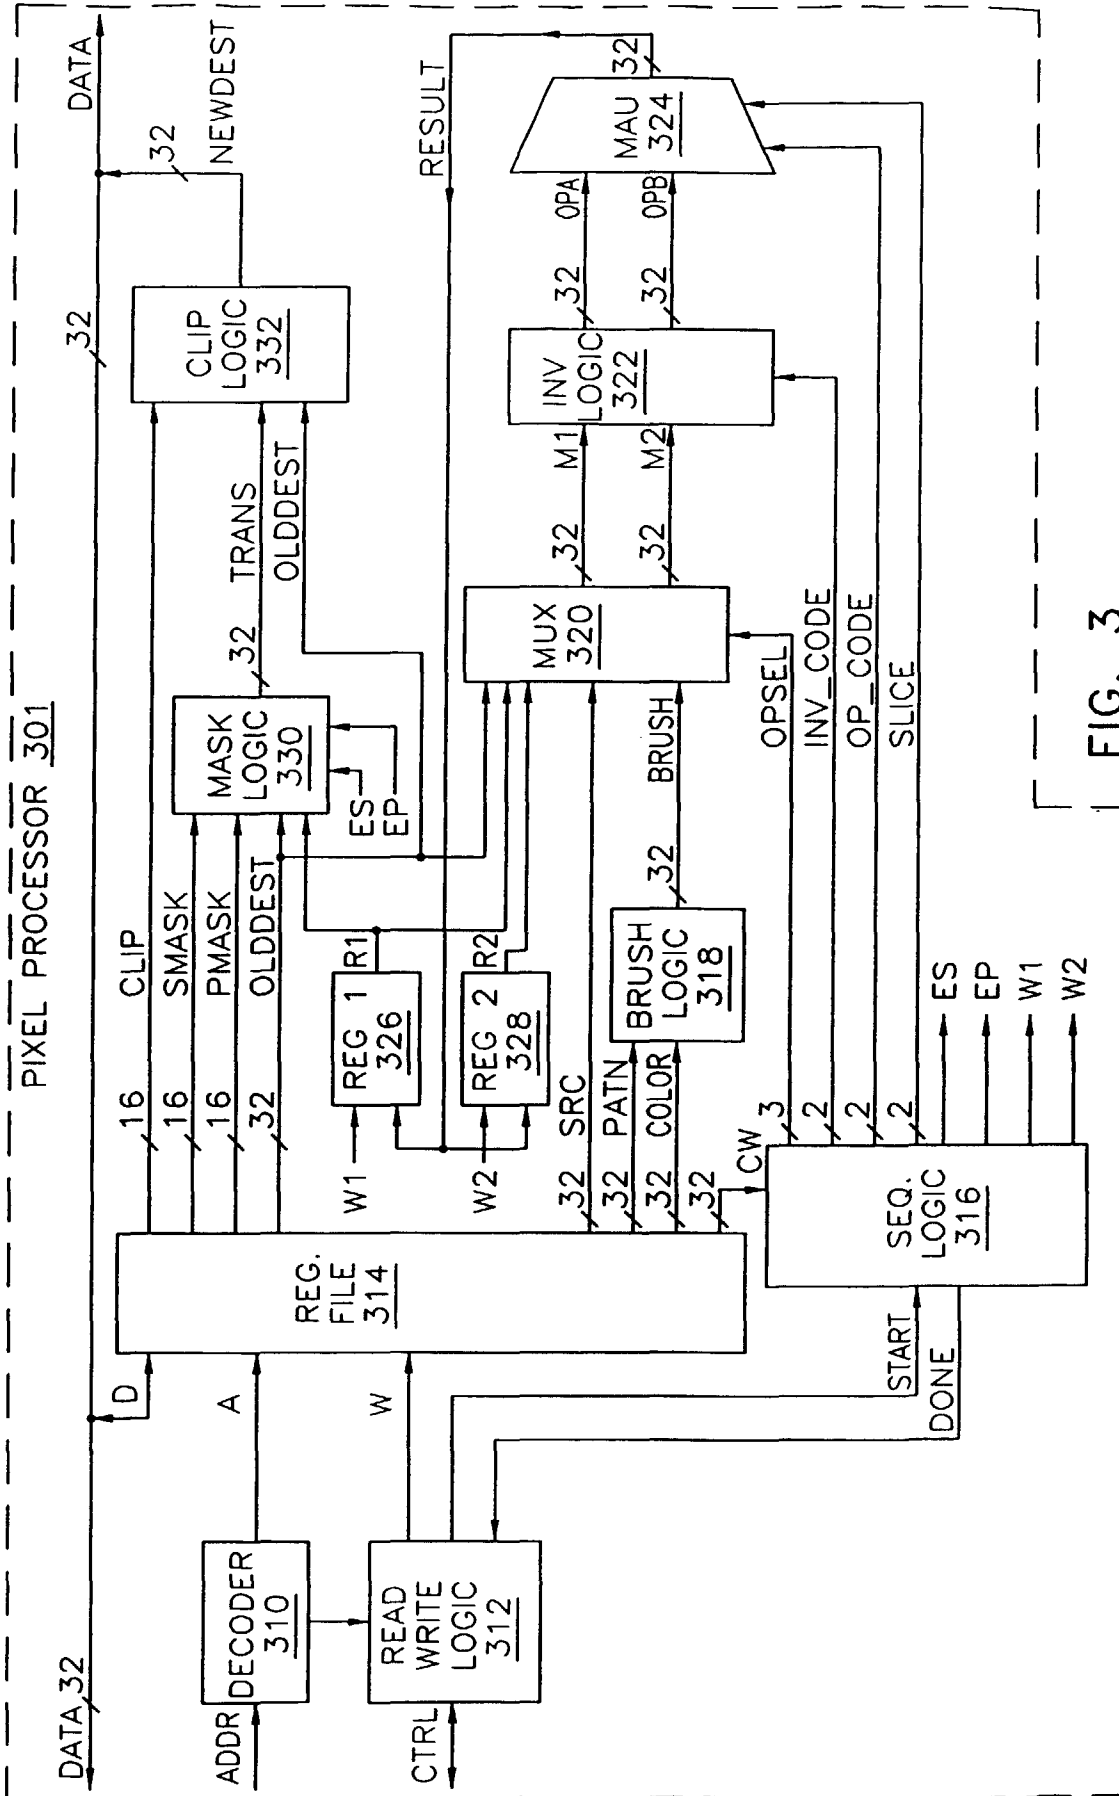 PIXEL PROCESSOR 301
DATA
32
32
DATA
D
ADDR
DECODER
310
A
CTRL
READ
WRITE
LOGIC
312
W
START
DONE
REG.
FILE
314
16
CLIP
16
SMASK
16
PMASK
32
OLDDEST
W1
REG 1
326
R1
W2
REG 2
328
R2
32
SRC
32
PATN
32
COLOR
32
CW
BRUSH
LOGIC
318
32
BRUSH
SEQ.
LOGIC
316
3
OPSEL
2
INV_CODE
2
OP_CODE
2
SLICE
ES
EP
W1
W2
MASK
LOGIC
330
ES
EP
32
TRANS
OLDDEST
CLIP
LOGIC
332
32
NEWDEST
MUX
320
32
M1
32
M2
INV
LOGIC
322
32
OPA
32
OPB
MAU
324
32
RESULT
FIG. 3